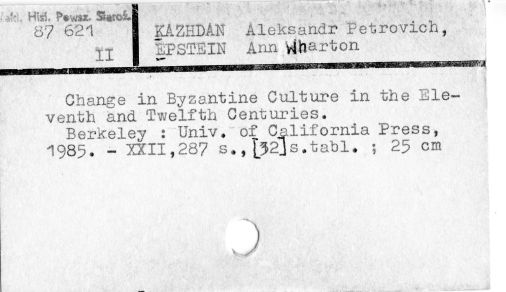 Hist. Powsz. Staroż.
87 621
II
KAZHDAN Aleksandr Petrovich,
EPSTEIN Ann Wharton
Change in Byzantine Culture in the Ele-
venth and Twelfth Centuries.
Berkeley : Univ. of California Press,
1985. - XXII,287 s.,[32]s.tabl. ; 25 cm